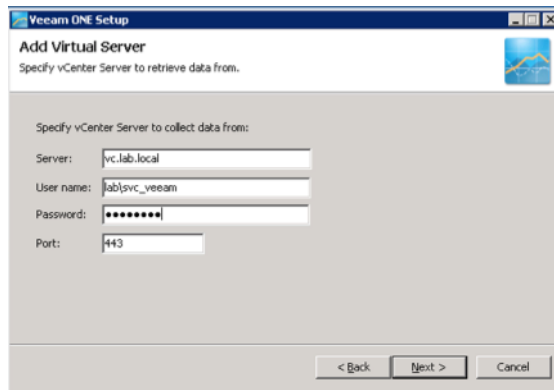 Veeam ONE Setup
Add Virtual Server
Specify vCenter Server to retrieve data from.
Specify vCenter Server to collect data from:
Server: vc.lab.local
User name: lab\svc_veeam
Password: ●●●●●●●●
Port: 443
< Back Next > Cancel